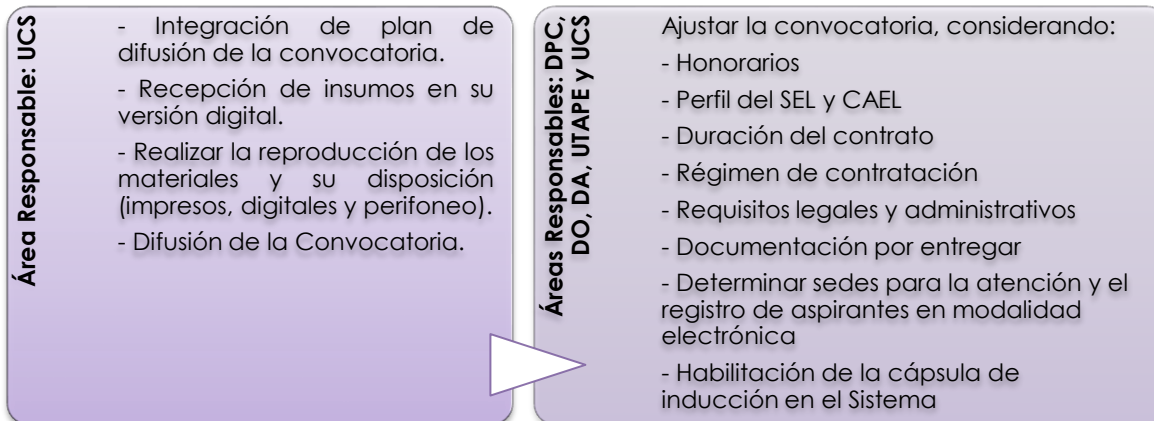 Área Responsable: UCS
- Integración de plan de
difusión de la convocatoria.
- Recepción de insumos en su
versión digital.
- Realizar la reproducción de los
materiales y su disposición
(impresos, digitales y perifoneo).
- Difusión de la Convocatoria.
Áreas Responsables: DPC,
DO, DA, UTAPE y UCS
Ajustar la convocatoria, considerando:
- Honorarios
- Perfil del SEL y CAEL
- Duración del contrato
- Régimen de contratación
- Requisitos legales y administrativos
- Documentación por entregar
- Determinar sedes para la atención y el
registro de aspirantes en modalidad
electrónica
- Habilitación de la cápsula de
inducción en el Sistema